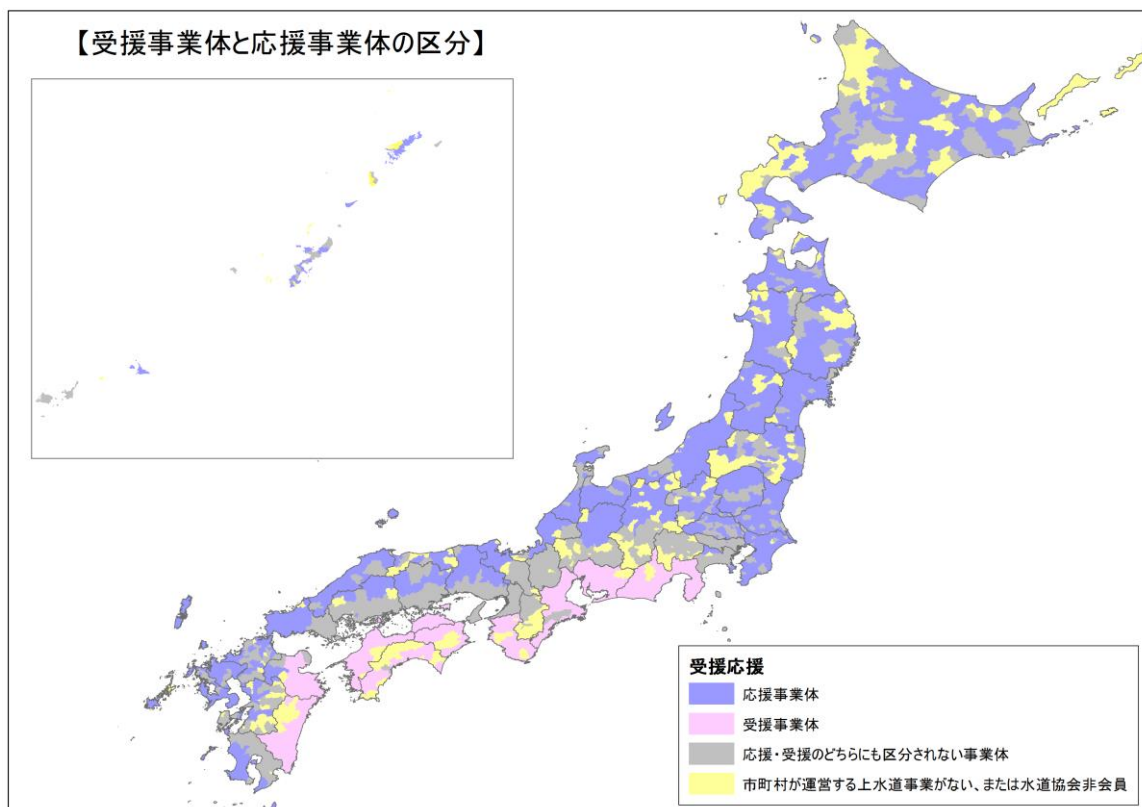 【受援事業体と応援事業体の区分】
受援応援
応援事業体
受援事業体
応援・受援のどちらにも区分されない事業体
市町村が運営する上水道事業がない、または水道協会非会員